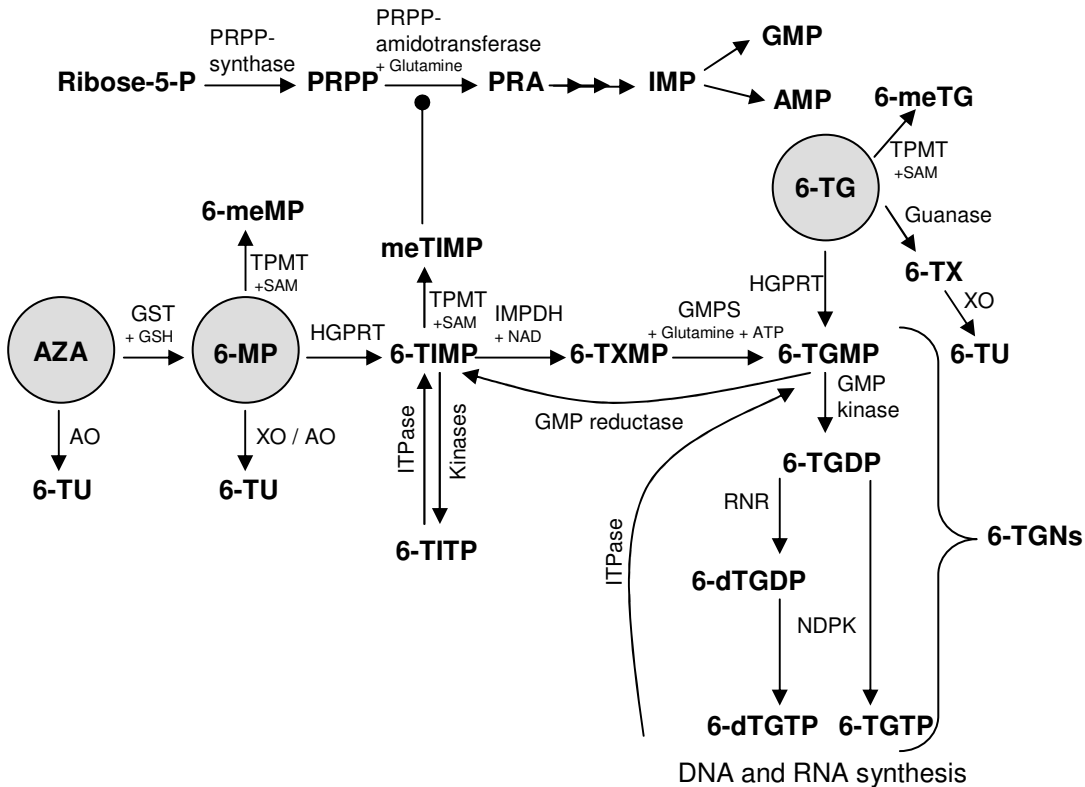 PRPP-
synthase
PRPP-
amidotransferase
+ Glutamine
GMP
Ribose-5-P
PRPP
PRA
IMP
AMP
6-meTG
TPMT
+SAM
6-TG
Guanase
6-meMP
meTIMP
6-TX
HGPRT
XO
TPMT
+SAM
TPMT
+SAM
GST
+ GSH
HGPRT
IMPDH
+ NAD
GMPS
+ Glutamine + ATP
AZA
6-MP
6-TIMP
6-TXMP
6-TGMP
6-TU
GMP
kinase
GMP reductase
AO
XO / AO
ITPase
Kinases
6-TU
6-TU
6-TGDP
RNR
6-TITP
ITPase
6-TGNs
6-dTGDP
NDPK
6-dTGTP
6-TGTP
DNA and RNA synthesis